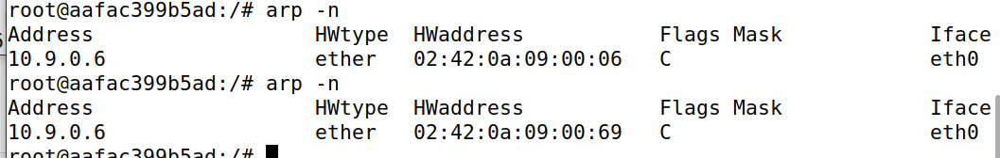 root@aafac399b5ad:/# arp -n
Address HWtype HWaddress Flags Mask Iface
10.9.0.6 ether 02:42:0a:09:00:06 C eth0
root@aafac399b5ad:/# arp -n
Address HWtype HWaddress Flags Mask Iface
10.9.0.6 ether 02:42:0a:09:00:69 C eth0
root@aafac399b5ad:/#